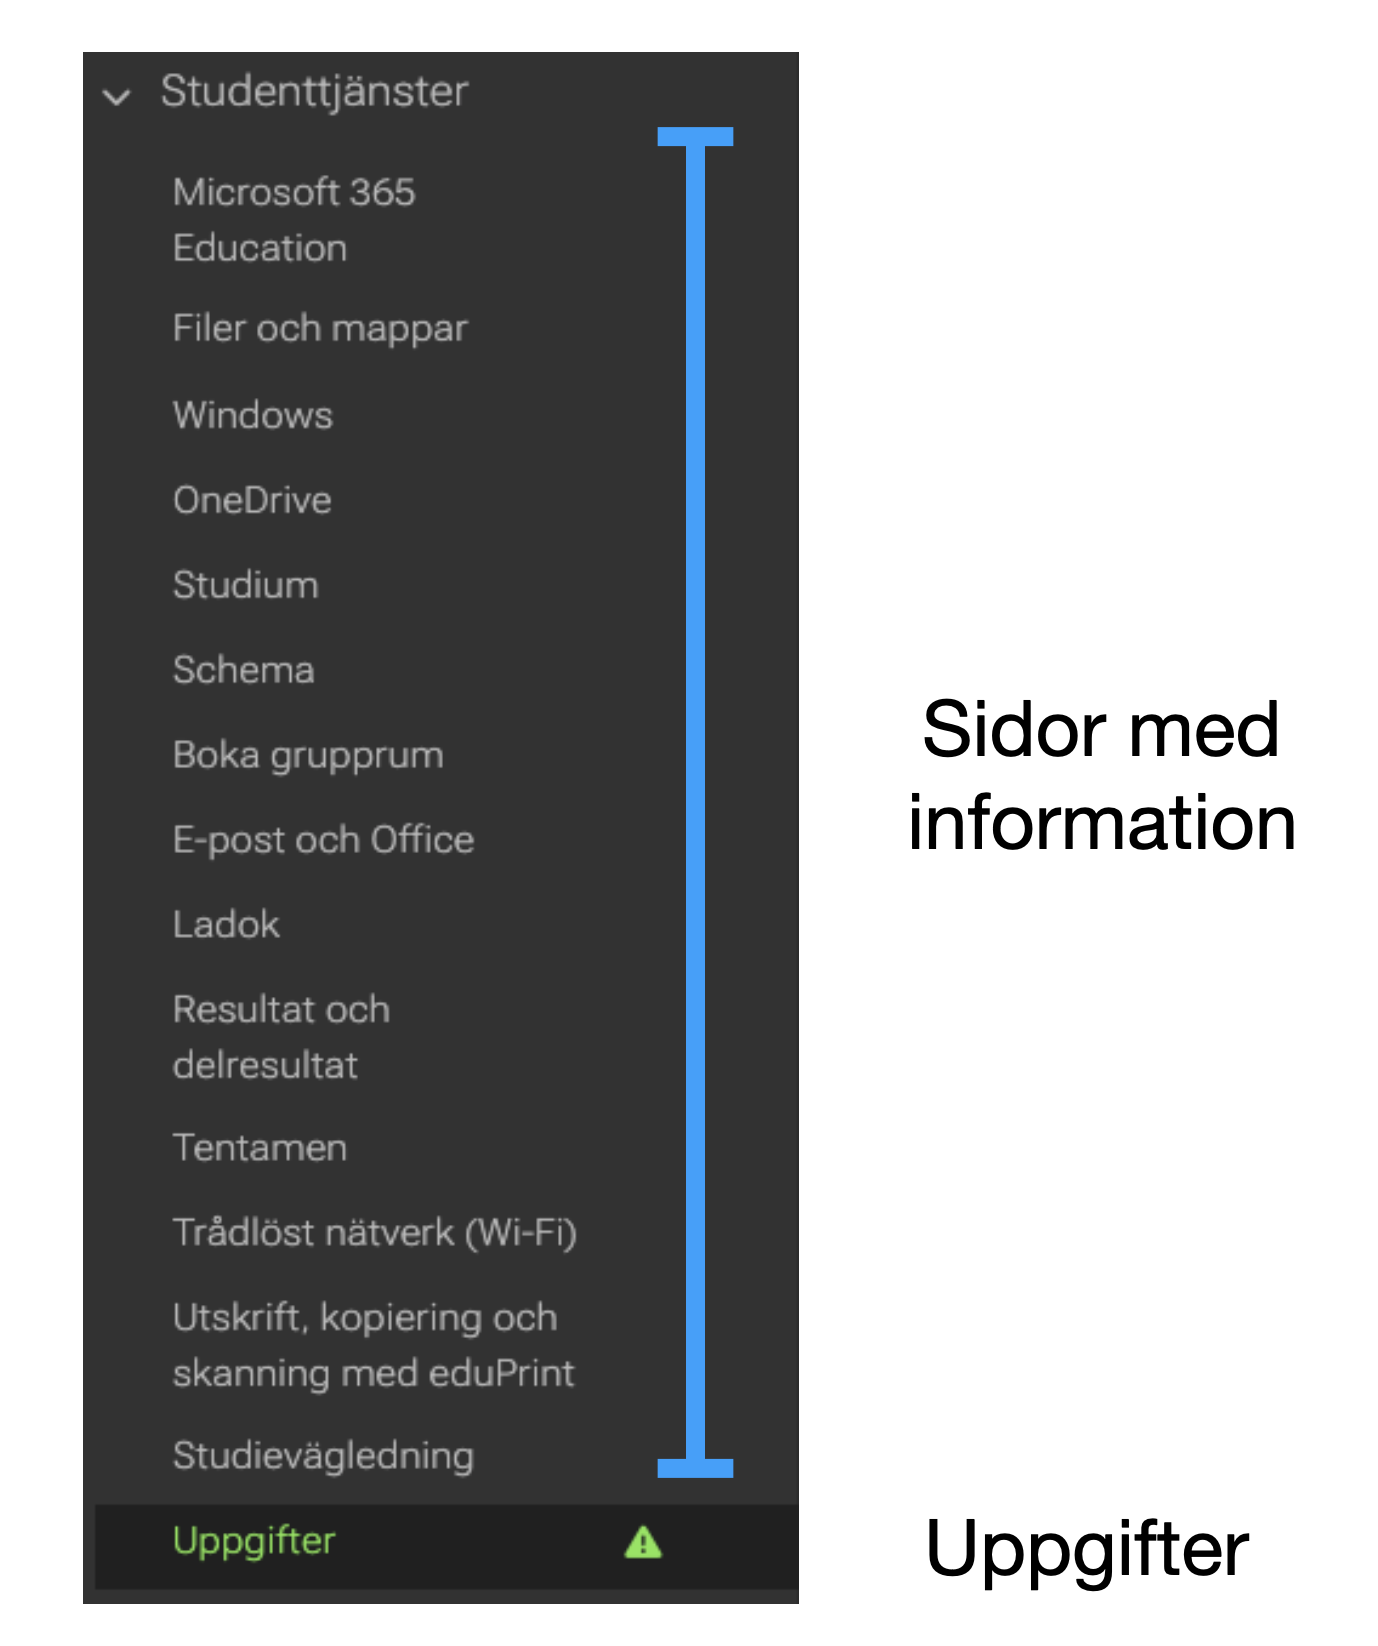 Studenttjänster
Microsoft 365
Education
Filer och mappar
Windows
OneDrive
Studium
Schema
Boka grupprum
E-post och Office
Ladok
Resultat och
delresultat
Tentamen
Trådlöst nätverk (Wi-Fi)
Utskrift, kopiering och
skanning med eduPrint
Studievägledning
Uppgifter
Sidor med
information
Uppgifter